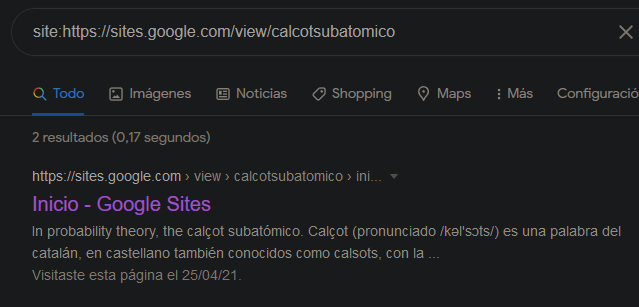 site:https://sites.google.com/view/calcotsubatomico
Todo Imágenes Noticias Shopping Maps Más Configuració
2 resultados (0,17 segundos)
https://sites.google.com › view › calcotsubatomico › ini...
Inicio - Google Sites
In probability theory, the calçot subatómico. Calçot (pronunciado /kəl'sɔts/) es una palabra del
catalán, en castellano también conocidos como calsots, con la ...
Visitaste esta página el 25/04/21.